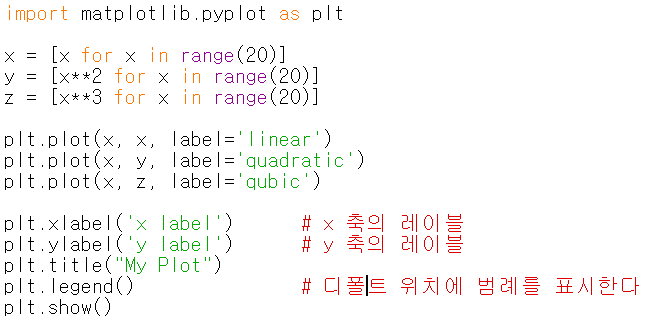 import matplotlib.pyplot as plt
x = [x for x in range(20)]
y = [x**2 for x in range(20)]
z = [x**3 for x in range(20)]
plt.plot(x, x, label='linear')
plt.plot(x, y, label='quadratic')
plt.plot(x, z, label='qubic')
plt.xlabel('x label') # x 축의 레이블
plt.ylabel('y label') # y 축의 레이블
plt.title("My Plot")
plt.legend() # 디폴트 위치에 범례를 표시한다
plt.show()